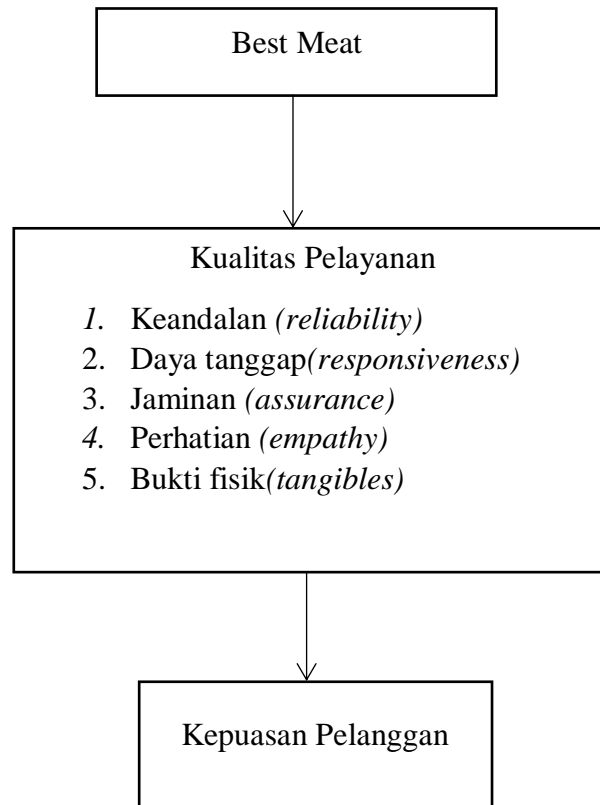 Best Meat
Kualitas Pelayanan
1. Keandalan (reliability)
2. Daya tanggap(responsiveness)
3. Jaminan (assurance)
4. Perhatian (empathy)
5. Bukti fisik(tangibles)
Kepuasan Pelanggan